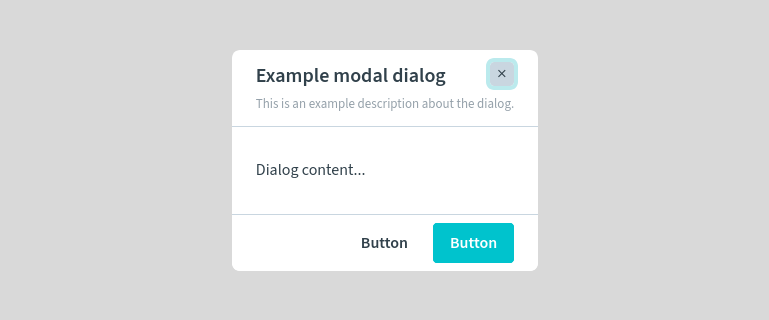 Example modal dialog
This is an example description about the dialog.
Dialog content...
Button
Button